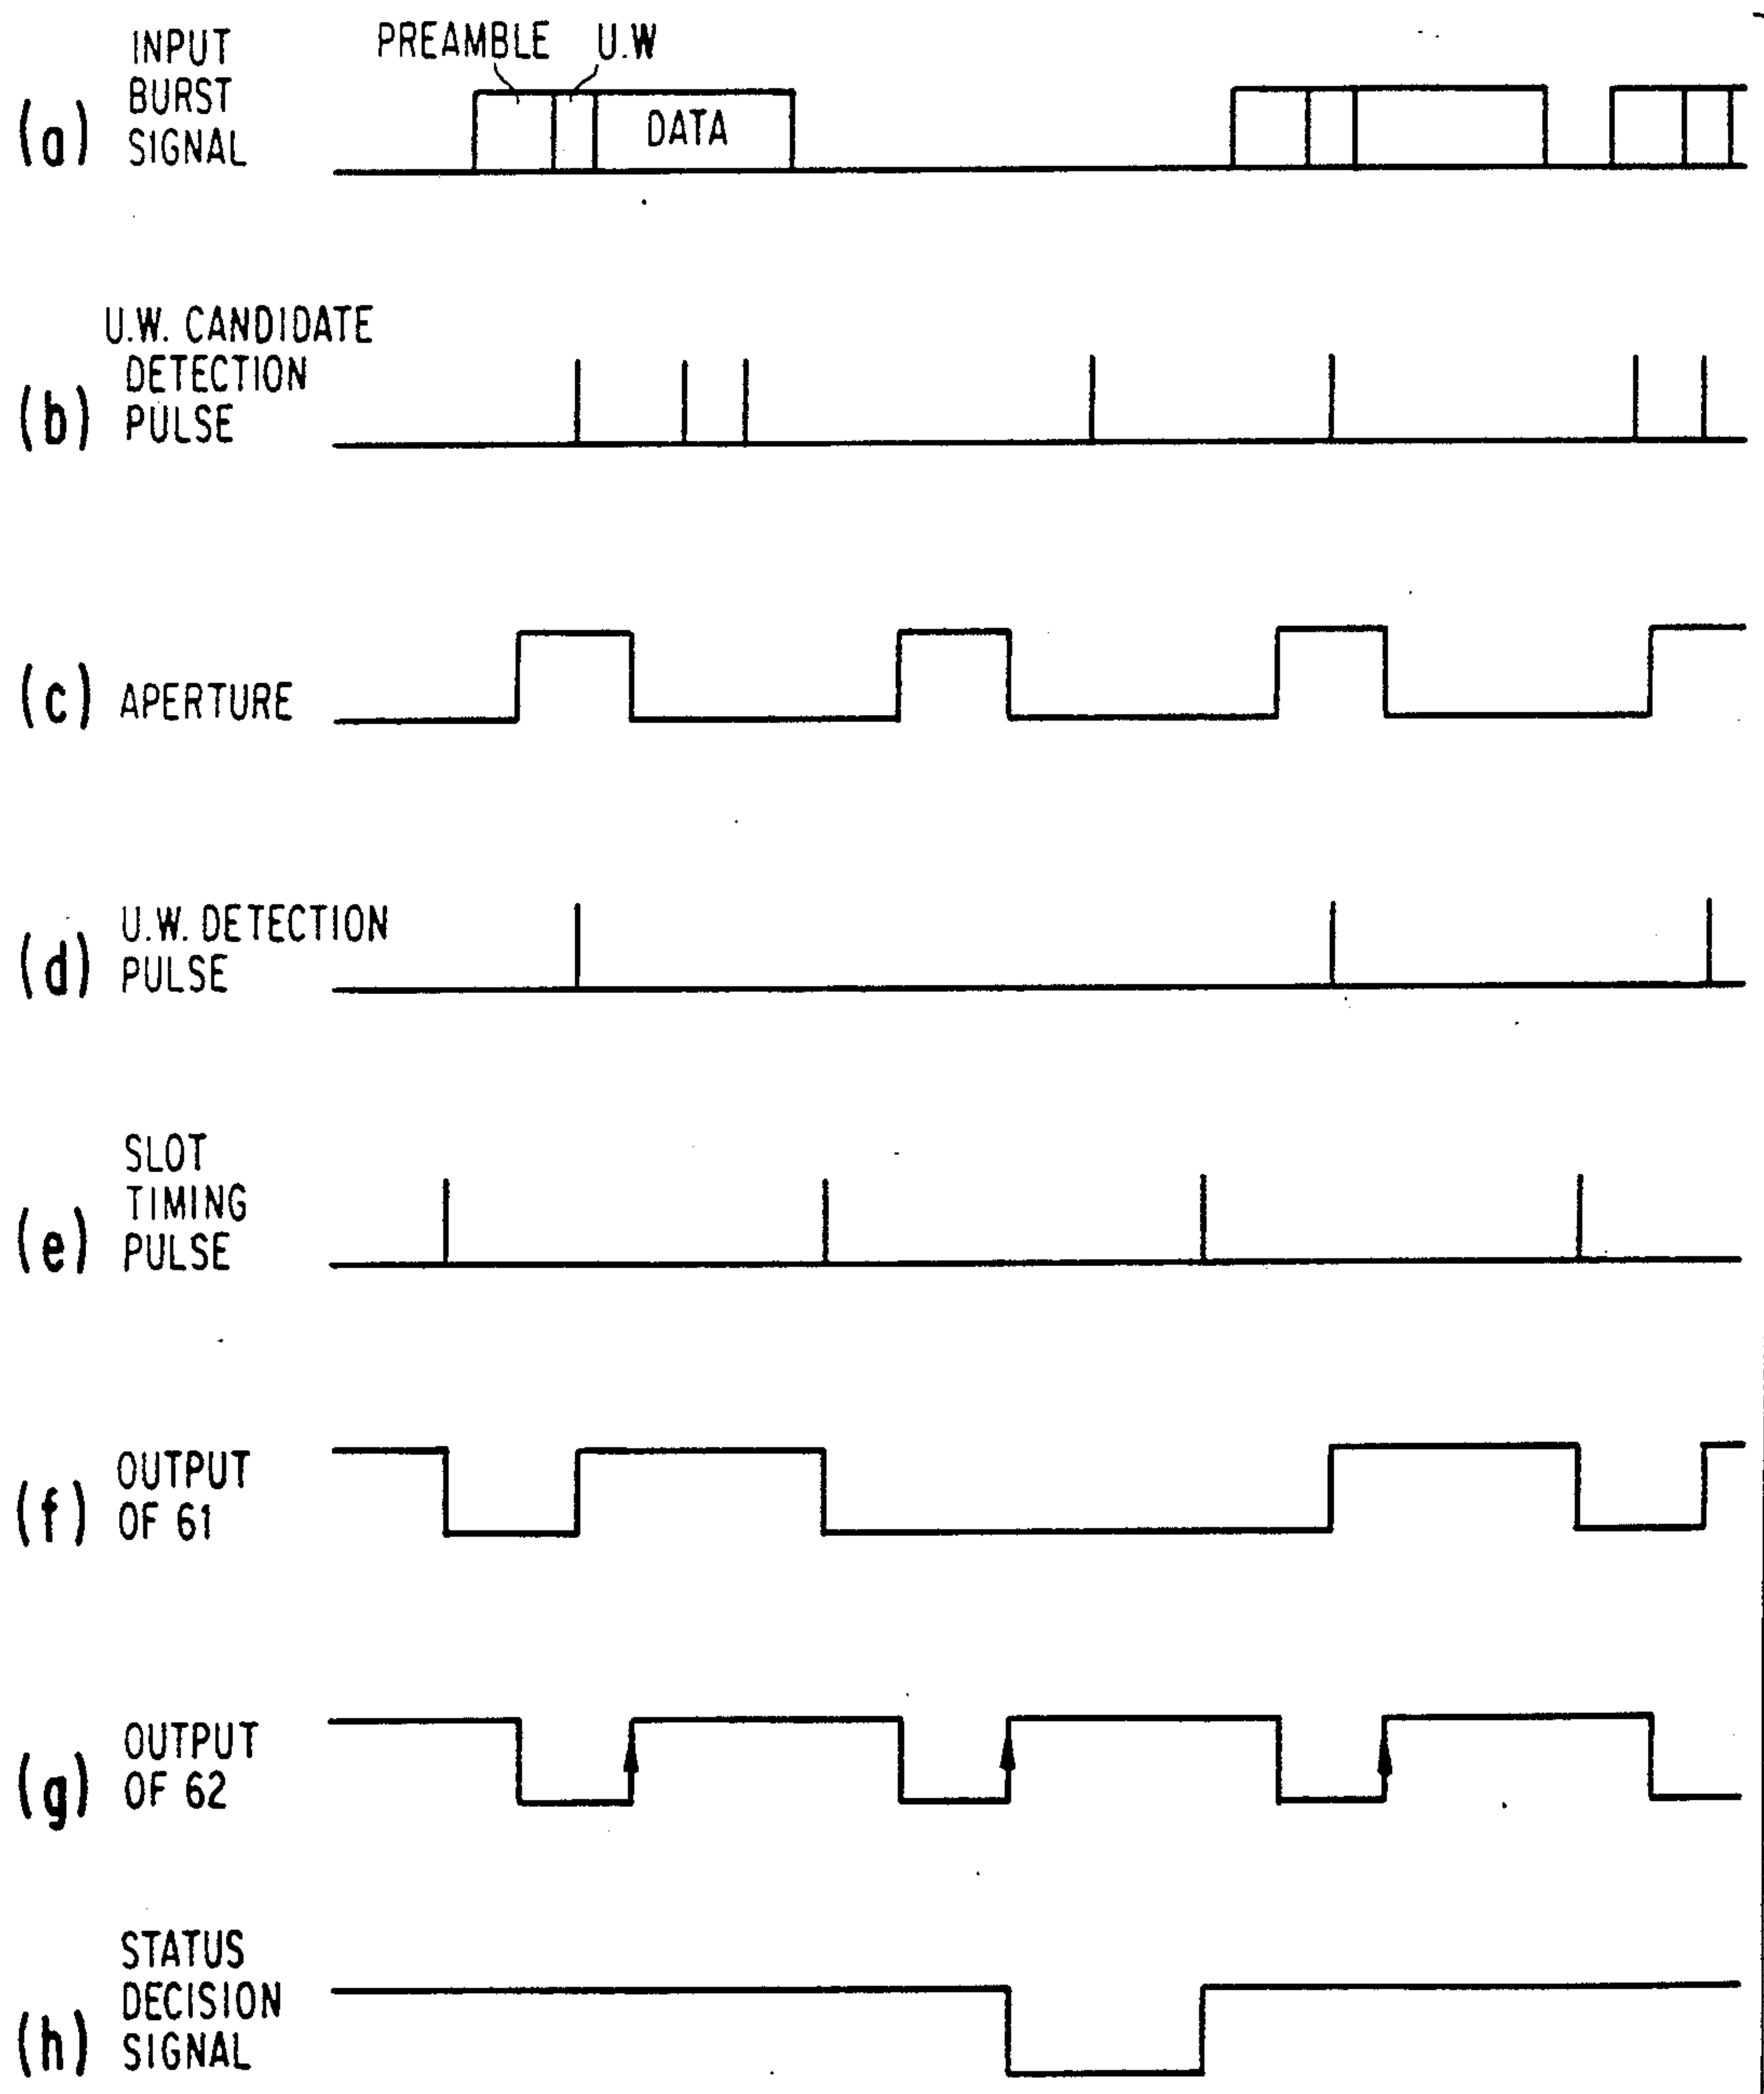 INPUT
BURST
SIGNAL
(a)
PREAMBLE
U.W
DATA
U.W. CANDIDATE
DETECTION
PULSE
(b)
(c)
APERTURE
U.W. DETECTION
PULSE
(d)
SLOT
TIMING
PULSE
(e)
OUTPUT
OF 61
(f)
OUTPUT
OF 62
(g)
STATUS
DECISION
SIGNAL
(h)